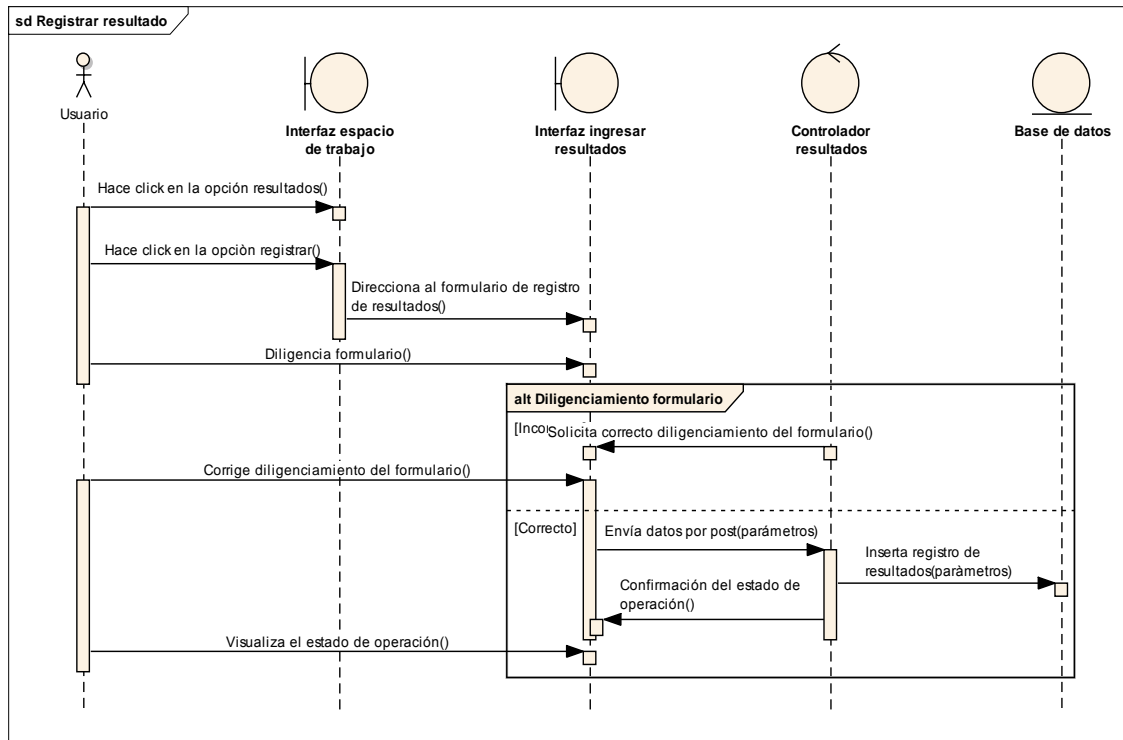 sd Registrar resultado
Usuario
Interfaz espacio
de trabajo
Interfaz ingresar
resultados
Controlador
resultados
Base de datos
Hace click en la opción resultados()
Hace click en la opciòn registrar()
Direcciona al formulario de registro
de resultados()
Diligencia formulario()
alt Diligenciamiento formulario
Solicita correcto diligenciamiento del formulario()
Corrige diligenciamiento del formulario()
[Correcto]
Envía datos por post(parámetros)
Inserta registro de
resultados(paràmetros)
Confirmación del estado de
operación()
Visualiza el estado de operación()